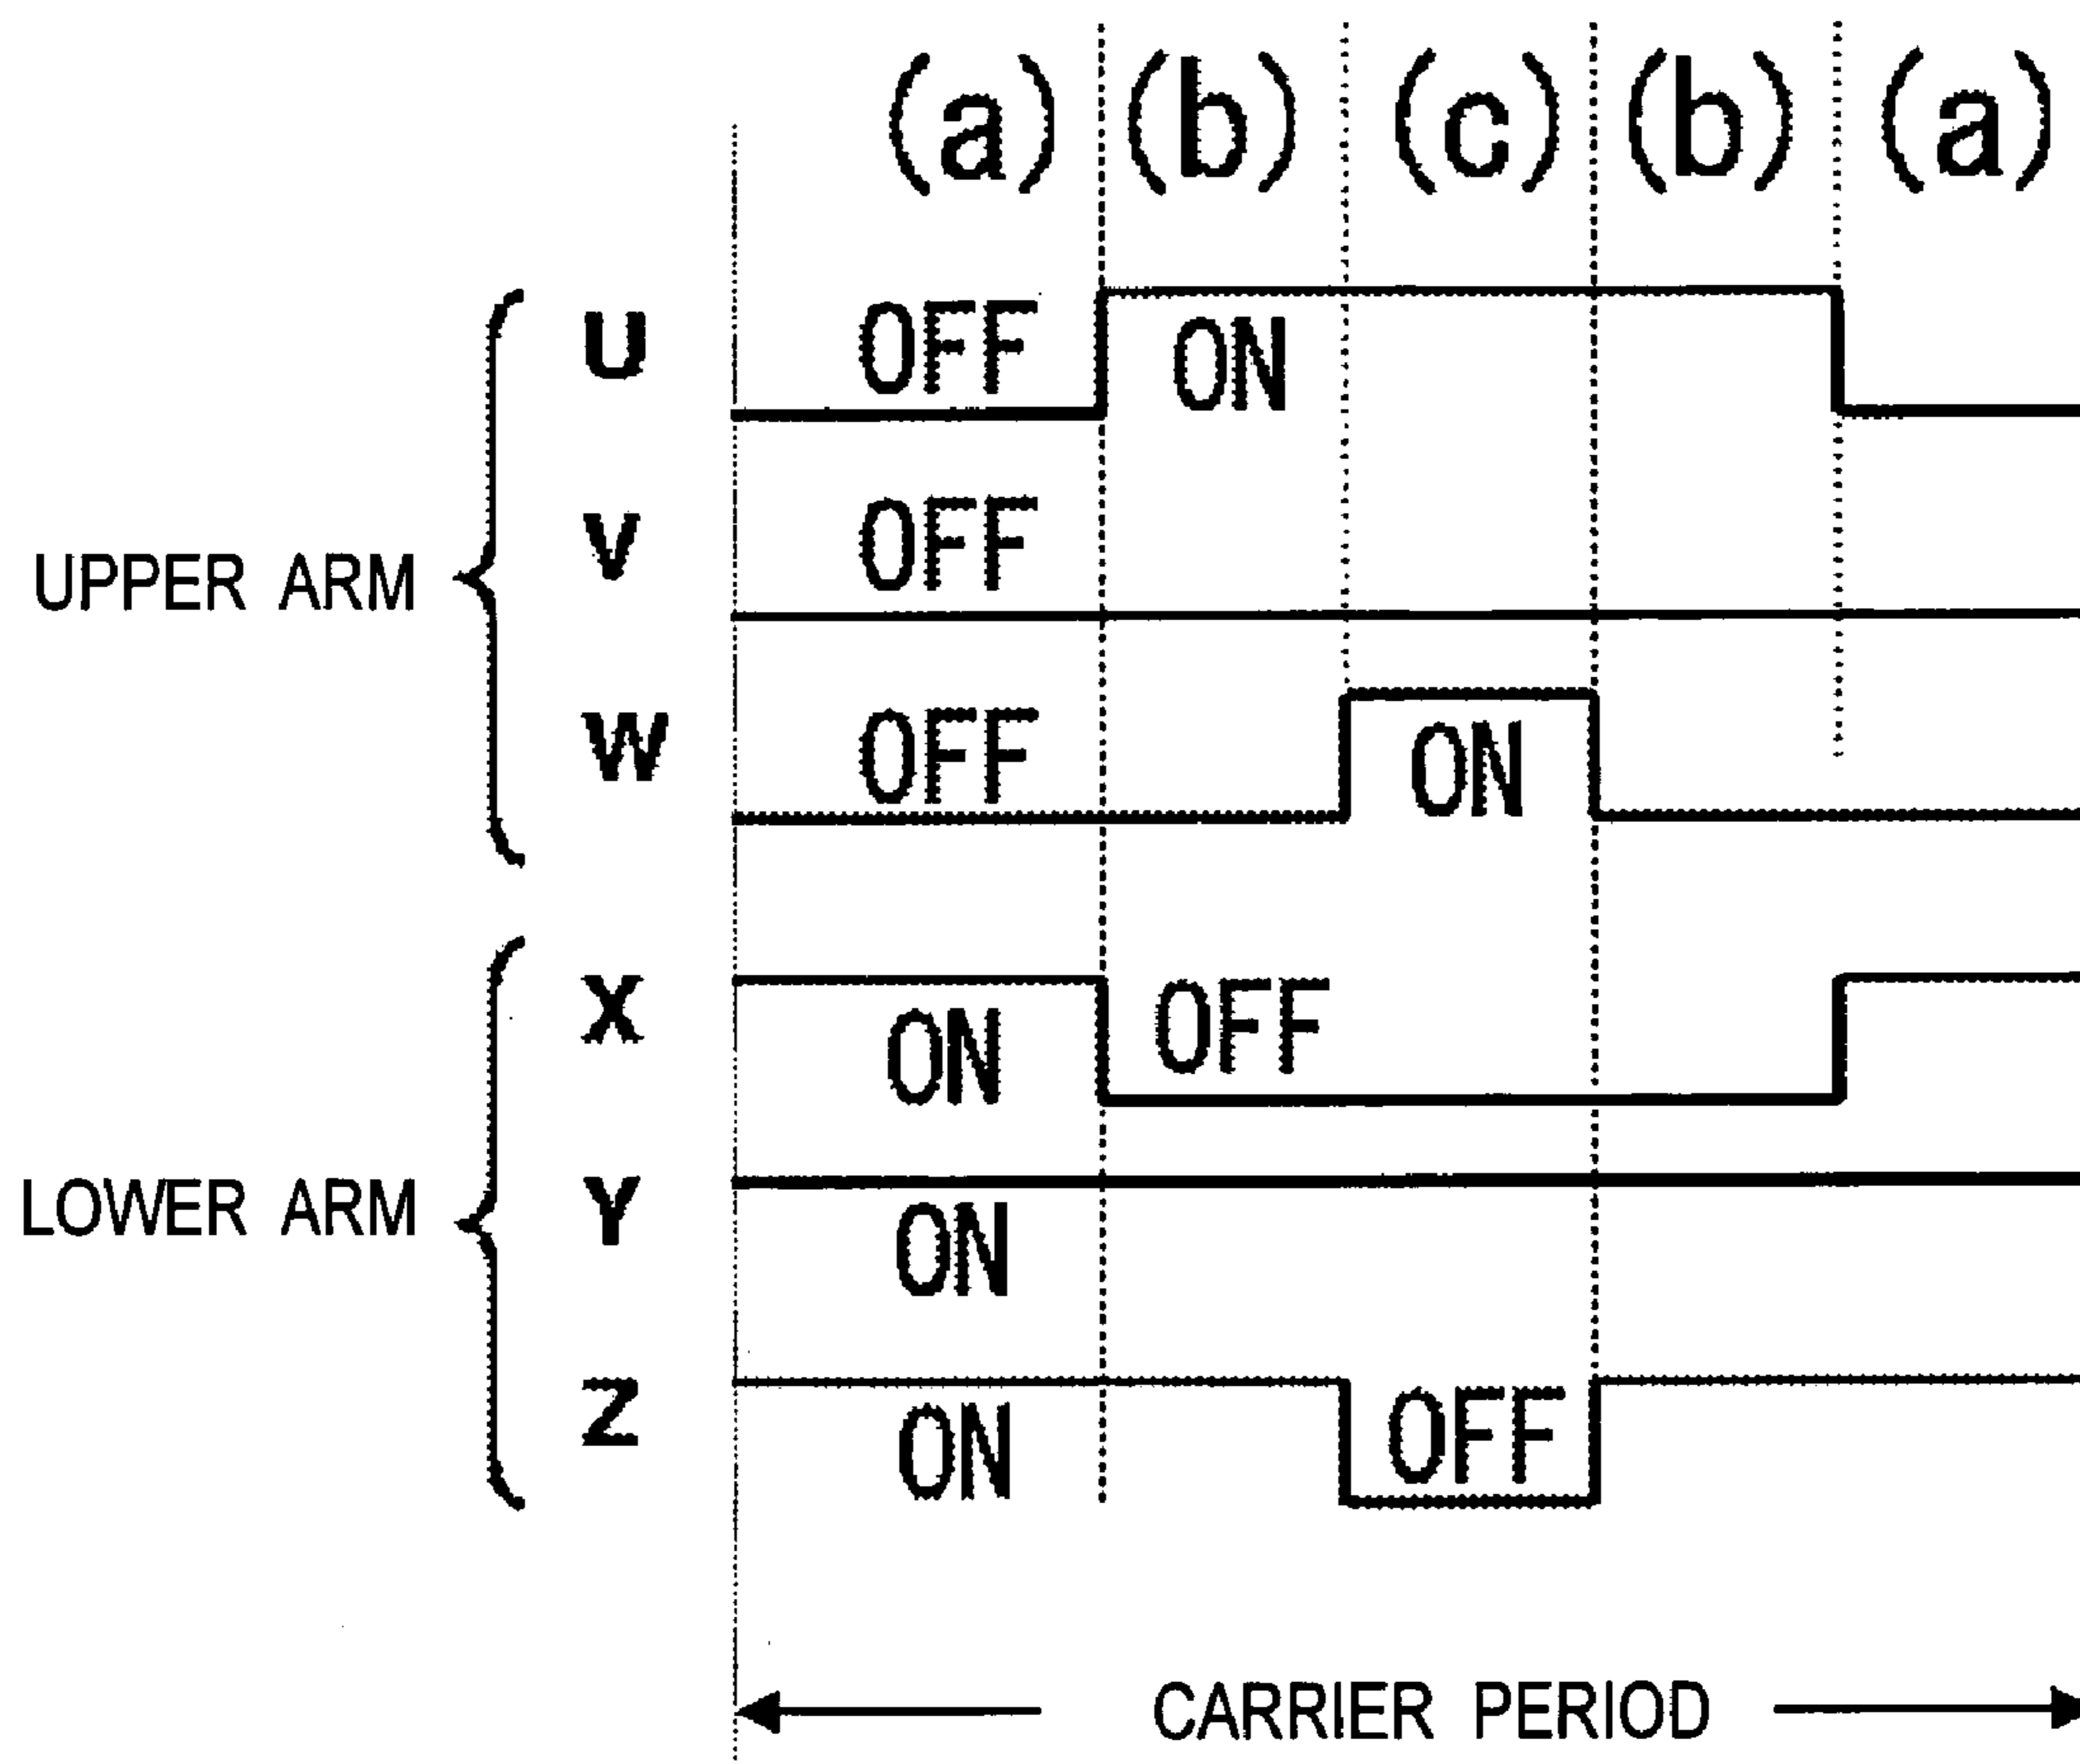 (a) (b) (c) (b) (a)
U OFF ON
V OFF
UPPER ARM
W OFF ON
X ON OFF
LOWER ARM
Y ON
Z ON OFF
CARRIER PERIOD